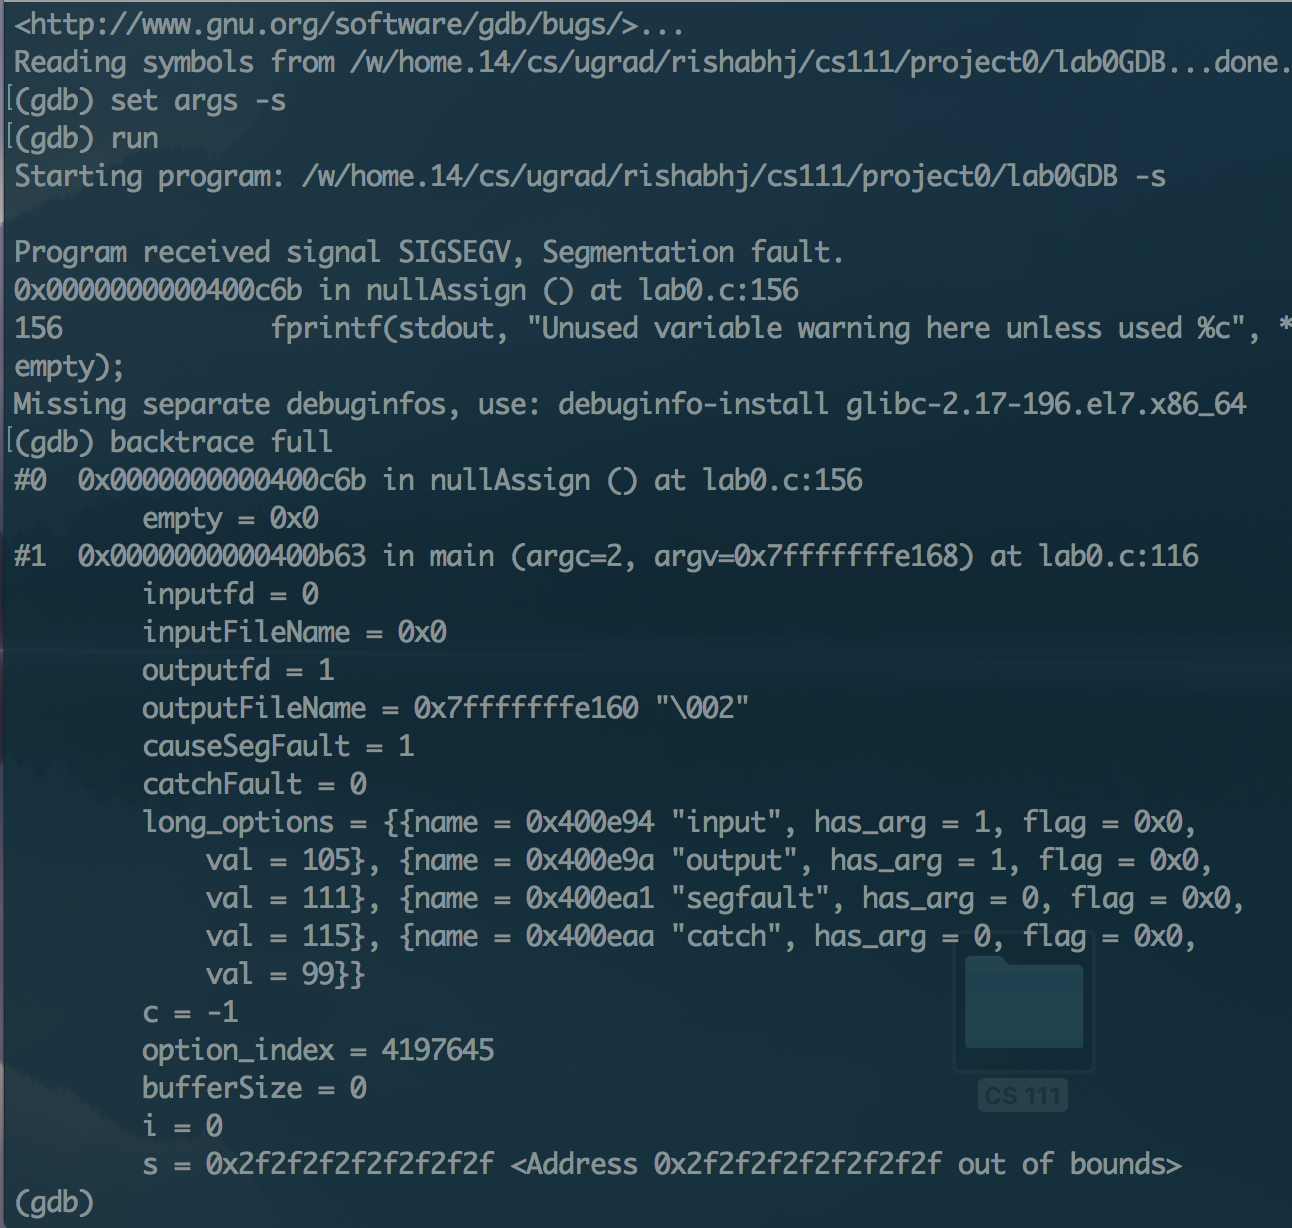 <http://www.gnu.org/software/gdb/bugs/>...
Reading symbols from /w/home.14/cs/ugrad/rishabhj/cs111/project0/lab0GDB...done.
[(gdb) set args -s
[(gdb) run
Starting program: /w/home.14/cs/ugrad/rishabhj/cs111/project0/lab0GDB -s
Program received signal SIGSEGV, Segmentation fault.
0x0000000000400c6b in nullAssign () at lab0.c:156
156             fprintf(stdout, "Unused variable warning here unless used %c", *
empty);
Missing separate debuginfos, use: debuginfo-install glibc-2.17-196.el7.x86_64
[(gdb) backtrace full
#0  0x0000000000400c6b in nullAssign () at lab0.c:156
        empty = 0x0
#1  0x0000000000400b63 in main (argc=2, argv=0x7fffffffe168) at lab0.c:116
        inputfd = 0
        inputFileName = 0x0
        outputfd = 1
        outputFileName = 0x7fffffffe160 "\002"
        causeSegFault = 1
        catchFault = 0
        long_options = {{name = 0x400e94 "input", has_arg = 1, flag = 0x0,
            val = 105}, {name = 0x400e9a "output", has_arg = 1, flag = 0x0,
            val = 111}, {name = 0x400ea1 "segfault", has_arg = 0, flag = 0x0,
            val = 115}, {name = 0x400eaa "catch", has_arg = 0, flag = 0x0,
            val = 99}}
        c = -1
        option_index = 4197645
        bufferSize = 0
CS 111
        i = 0
        s = 0x2f2f2f2f2f2f2f2f <Address 0x2f2f2f2f2f2f2f2f out of bounds>
(gdb)